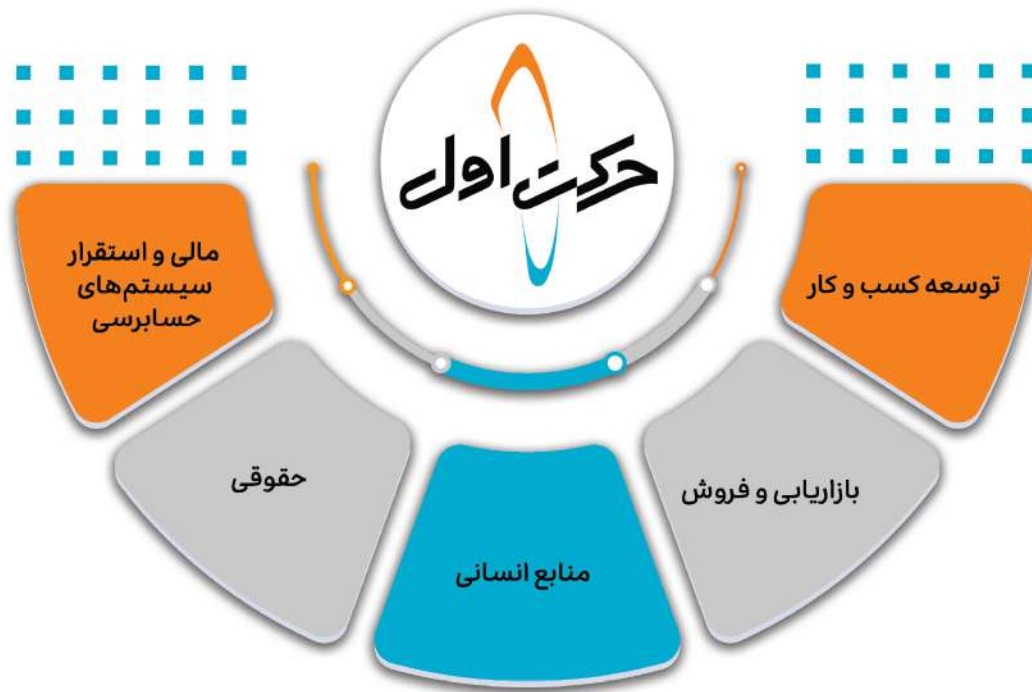 حرکت اول
توسعه کسب و کار
بازاریابی و فروش
منابع انسانی
حقوقی
مالی و استقرار
سیستم‌های
حسابرسی